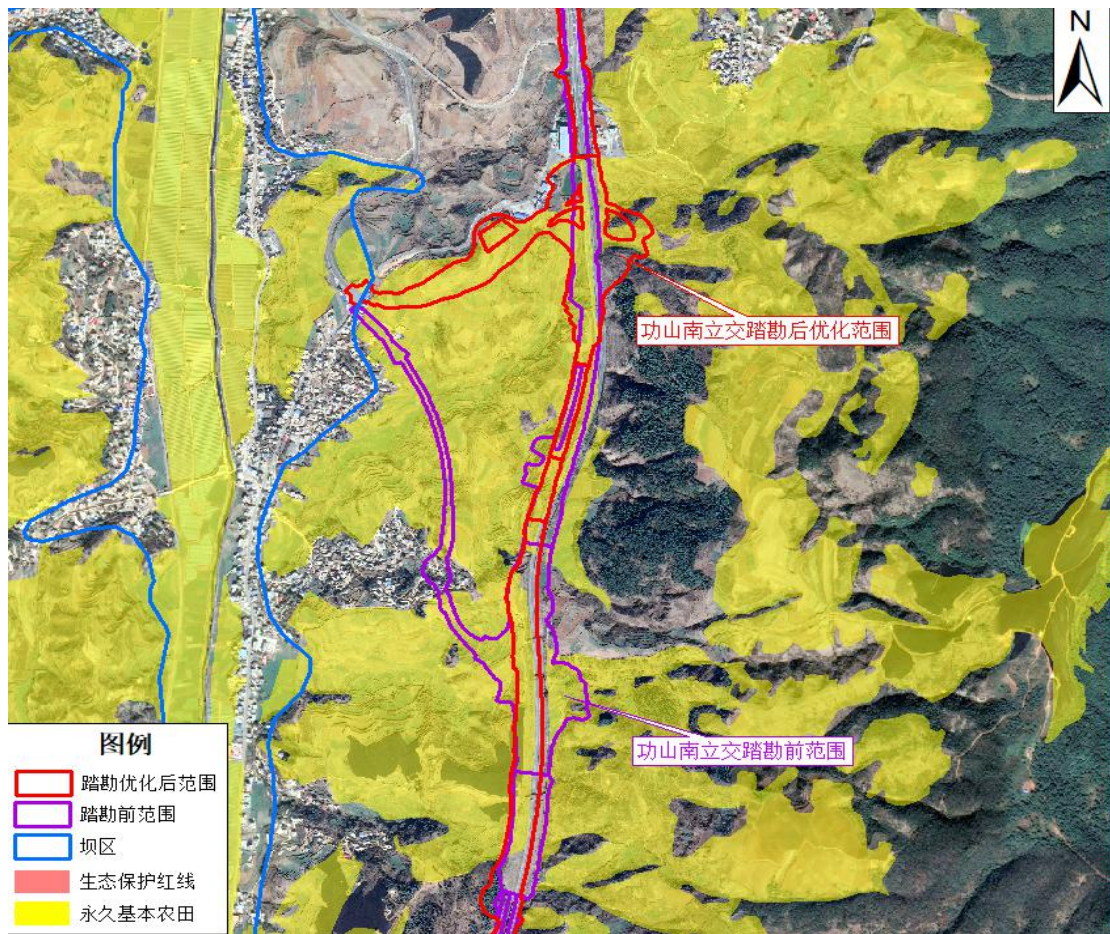 N
功山南立交踏勘后优化范围
功山南立交踏勘前范围
图例
踏勘优化后范围
踏勘前范围
坝区
生态保护红线
永久基本农田